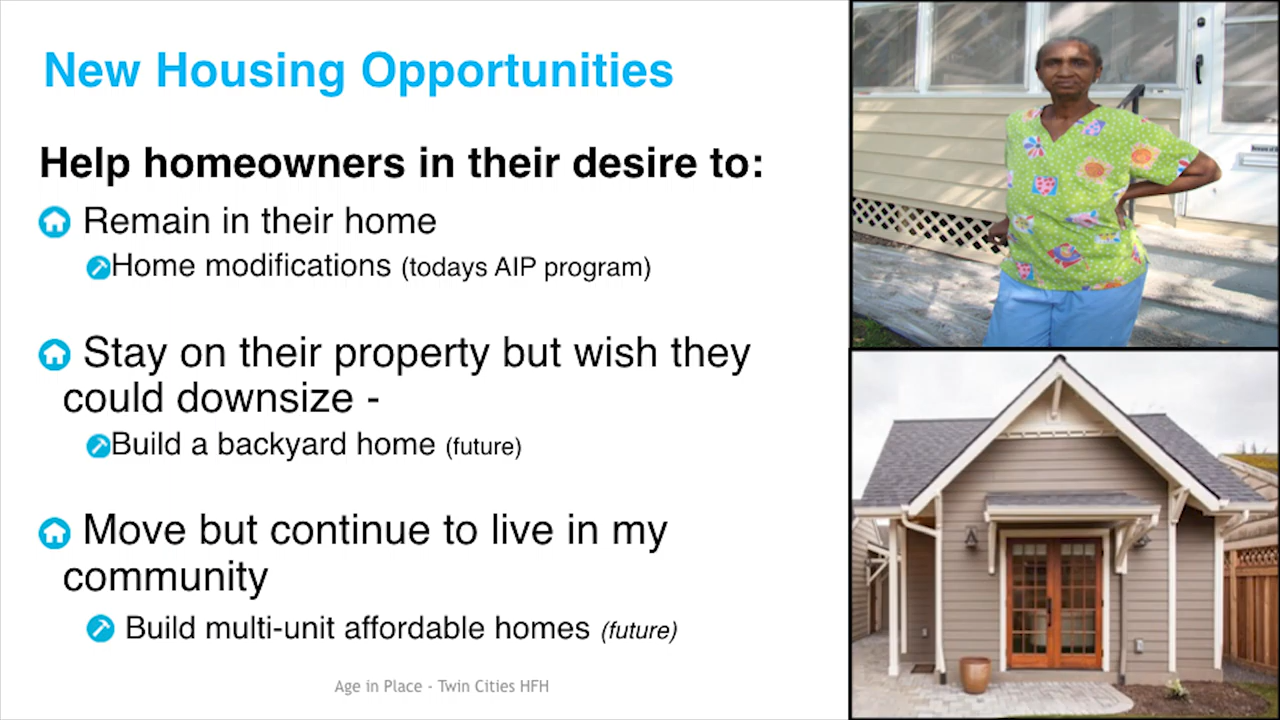 New Housing Opportunities
Help homeowners in their desire to:
Remain in their home
Home modifications (todays AIP program)
Stay on their property but wish they
could downsize -
Build a backyard home (future)
Move but continue to live in my
community
Build multi-unit affordable homes (future)
Age in Place - Twin Cities HFH